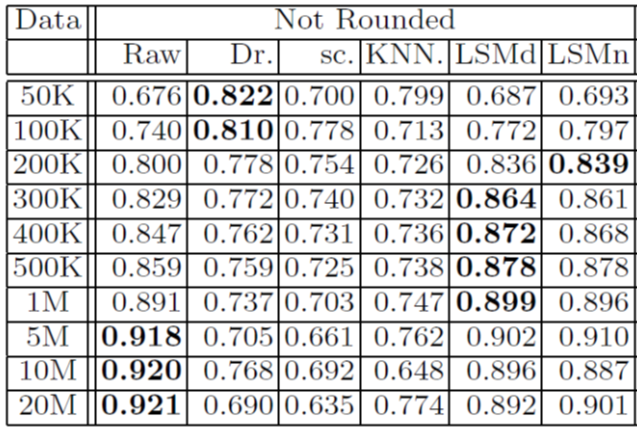 Data Not Rounded
Raw Dr. sc. KNN. LSMd LSMn
50K 0.676 0.822 0.700 0.799 0.687 0.693
100K 0.740 0.810 0.778 0.713 0.772 0.797
200K 0.800 0.778 0.754 0.726 0.836 0.839
300K 0.829 0.772 0.740 0.732 0.864 0.861
400K 0.847 0.762 0.731 0.736 0.872 0.868
500K 0.859 0.759 0.725 0.738 0.878 0.878
1M 0.891 0.737 0.703 0.747 0.899 0.896
5M 0.918 0.705 0.661 0.762 0.902 0.910
10M 0.920 0.768 0.692 0.648 0.896 0.887
20M 0.921 0.690 0.635 0.774 0.892 0.901